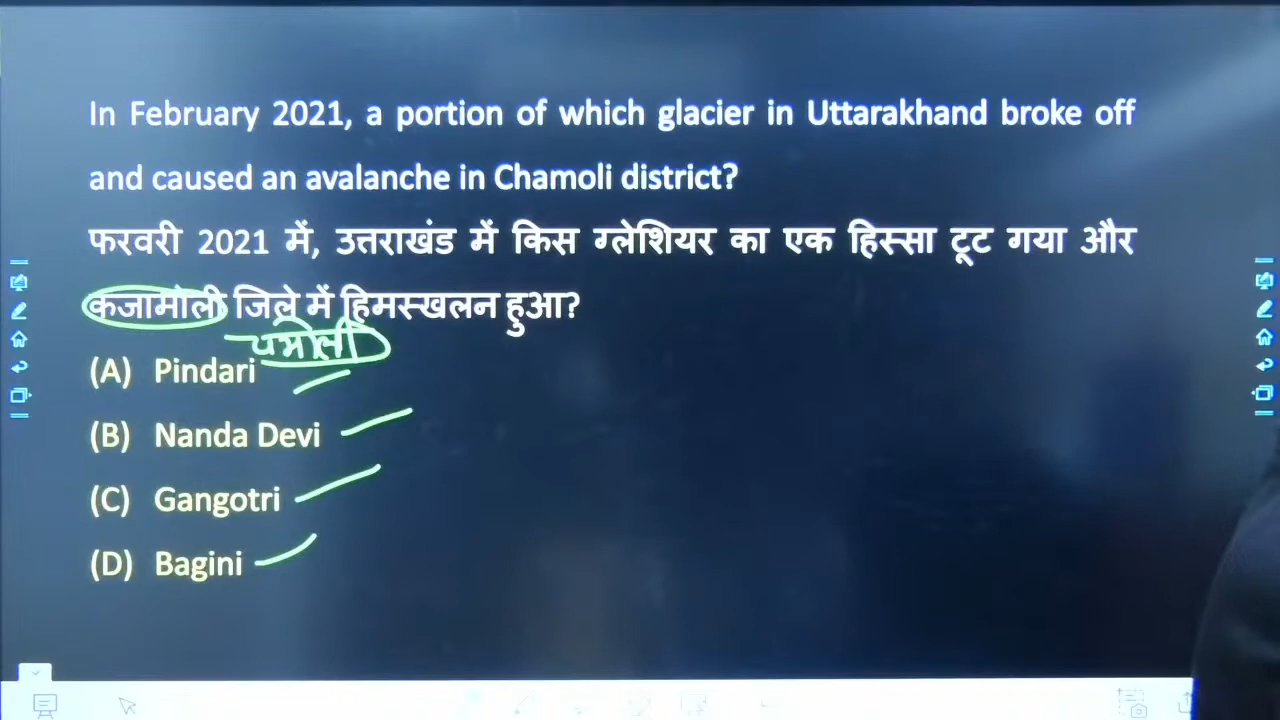 In February 2021, a portion of which glacier in Uttarakhand broke off
and caused an avalanche in Chamoli district?
फरवरी 2021 में, उत्तराखंड में किस ग्लेशियर का एक हिस्सा टूट गया और
कजामोली जिले में हिमस्खलन हुआ?
चमोली
(A) Pindari
(B) Nanda Devi
(C) Gangotri
(D) Bagini